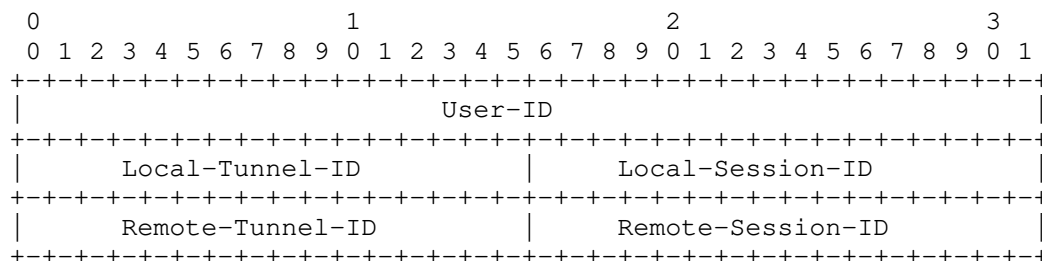 0                   1                   2                   3
0 1 2 3 4 5 6 7 8 9 0 1 2 3 4 5 6 7 8 9 0 1 2 3 4 5 6 7 8 9 0 1
+-+-+-+-+-+-+-+-+-+-+-+-+-+-+-+-+-+-+-+-+-+-+-+-+-+-+-+-+-+-+-+-+
|                          User-ID                              |
+-+-+-+-+-+-+-+-+-+-+-+-+-+-+-+-+-+-+-+-+-+-+-+-+-+-+-+-+-+-+-+-+
|      Local-Tunnel-ID          |     Local-Session-ID          |
+-+-+-+-+-+-+-+-+-+-+-+-+-+-+-+-+-+-+-+-+-+-+-+-+-+-+-+-+-+-+-+-+
|      Remote-Tunnel-ID         |     Remote-Session-ID         |
+-+-+-+-+-+-+-+-+-+-+-+-+-+-+-+-+-+-+-+-+-+-+-+-+-+-+-+-+-+-+-+-+